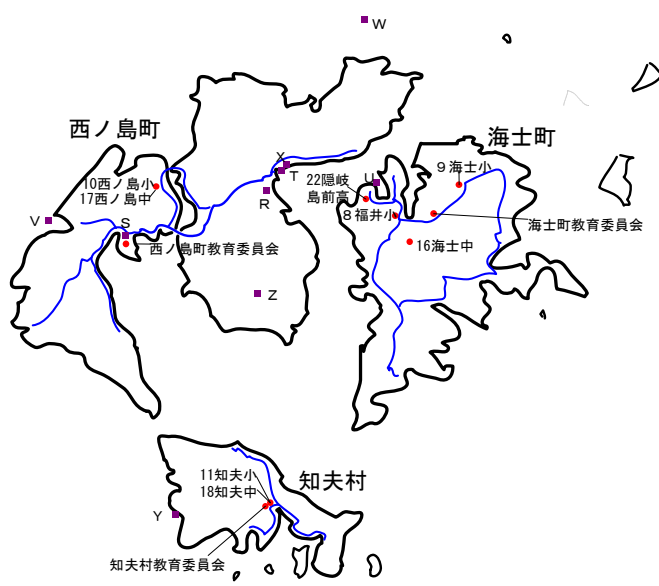 W
西ノ島町
海士町
X
T
U
R
10西ノ島小
17西ノ島中
22隠岐
島前高
9海士小
8福井小
海士町教育委員会
16海士中
V
S
西ノ島町教育委員会
Z
知夫村
11知夫小
18知夫中
Y
知夫村教育委員会